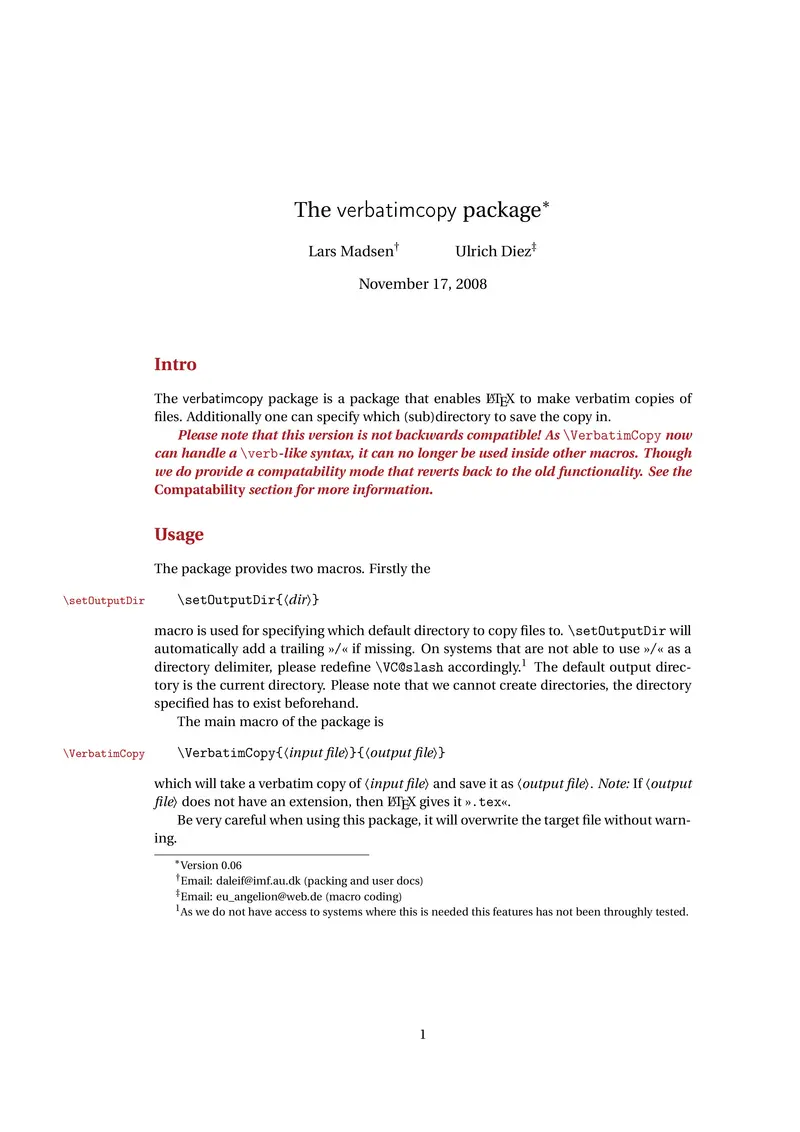 The verbatimcopy package*
Lars Madsen† Ulrich Diez‡
November 17, 2008
Intro
The verbatimcopy package is a package that enables LATEX to make verbatim copies of
files. Additionally one can specify which (sub)directory to save the copy in.
Please note that this version is not backwards compatible! As \VerbatimCopy now
can handle a \verb-like syntax, it can no longer be used inside other macros. Though
we do provide a compatability mode that reverts back to the old functionality. See the
Compatability section for more information.
Usage
The package provides two macros. Firstly the
\setOutputDir \setOutputDir{⟨dir⟩}
macro is used for specifying which default directory to copy files to. \setOutputDir will
automatically add a trailing »/« if missing. On systems that are not able to use »/« as a
directory delimiter, please redefine \VC@slash accordingly.1 The default output direc-
tory is the current directory. Please note that we cannot create directories, the directory
specified has to exist beforehand.
The main macro of the package is
\VerbatimCopy \VerbatimCopy{⟨input file⟩}{⟨output file⟩}
which will take a verbatim copy of ⟨input file⟩ and save it as ⟨output file⟩. Note: If ⟨output
file⟩ does not have an extension, then LATEX gives it ».tex«.
Be very careful when using this package, it will overwrite the target file without warn-
ing.
*Version 0.06
†Email: daleif@imf.au.dk (packing and user docs)
‡Email: eu_angelion@web.de (macro coding)
1As we do not have access to systems where this is needed this features has not been throughly tested.
1